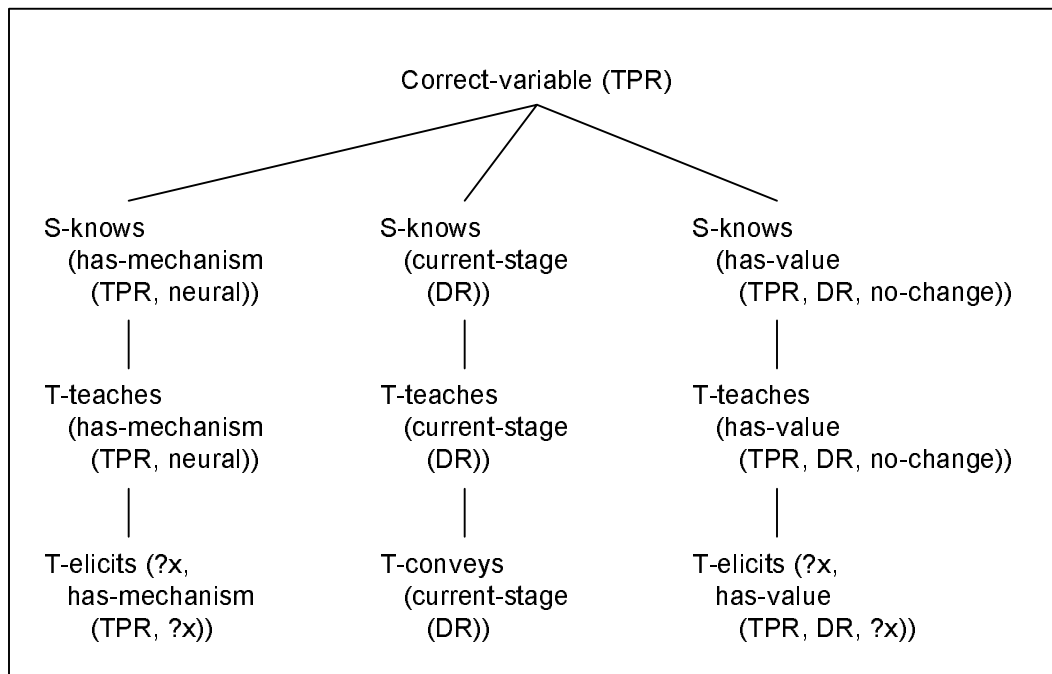 Correct-variable (TPR)
S-knows
(has-mechanism
(TPR, neural))
S-knows
(current-stage
(DR))
S-knows
(has-value
(TPR, DR, no-change))
T-teaches
(has-mechanism
(TPR, neural))
T-teaches
(current-stage
(DR))
T-teaches
(has-value
(TPR, DR, no-change))
T-elicits (?x,
has-mechanism
(TPR, ?x))
T-conveys
(current-stage
(DR))
T-elicits (?x,
has-value
(TPR, DR, ?x))